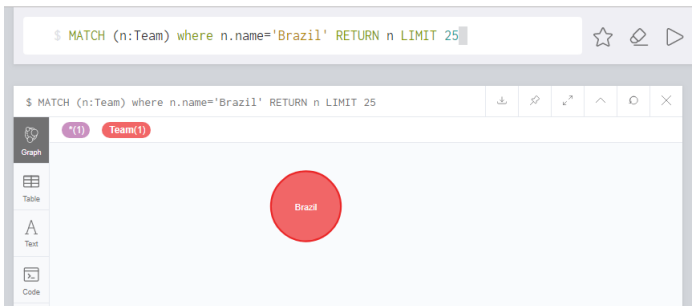 $ MATCH (n:Team) where n.name='Brazil' RETURN n LIMIT 25
$ MATCH (n:Team) where n.name='Brazil' RETURN n LIMIT 25
*(1) Team(1)
Graph
Brazil
Table
A
Text
Code